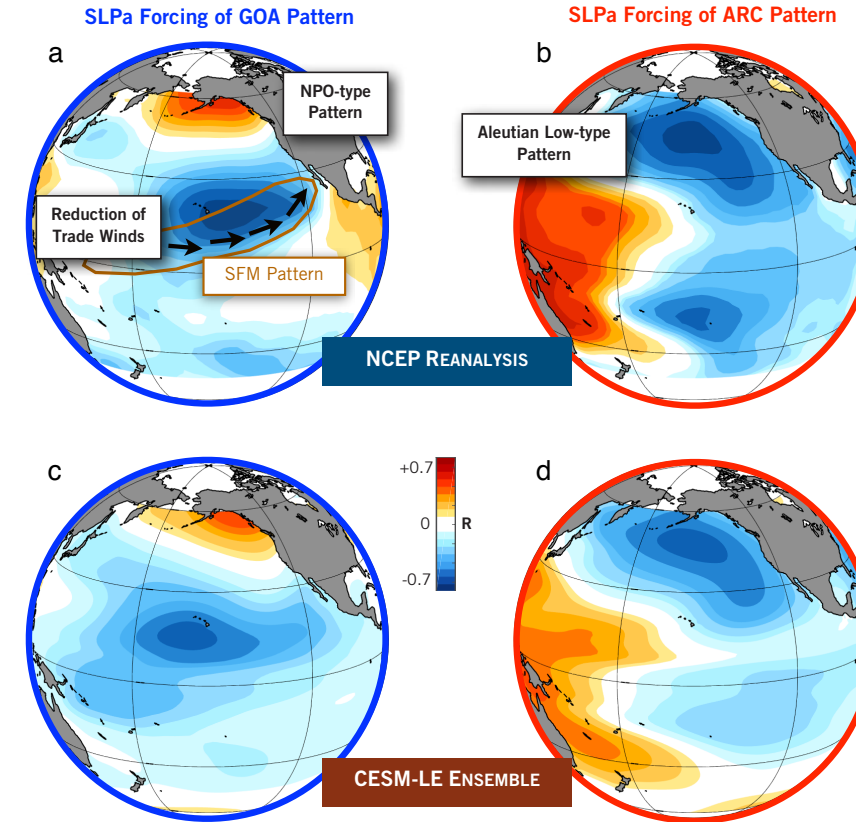 SLPa Forcing of GOA Pattern
SLPa Forcing of ARC Pattern
a
b
NPO-type
Pattern
Aleutian Low-type
Pattern
Reduction of
Trade Winds
SFM Pattern
NCEP REANALYSIS
c
d
+0.7
0
R
-0.7
CESM-LE ENSEMBLE